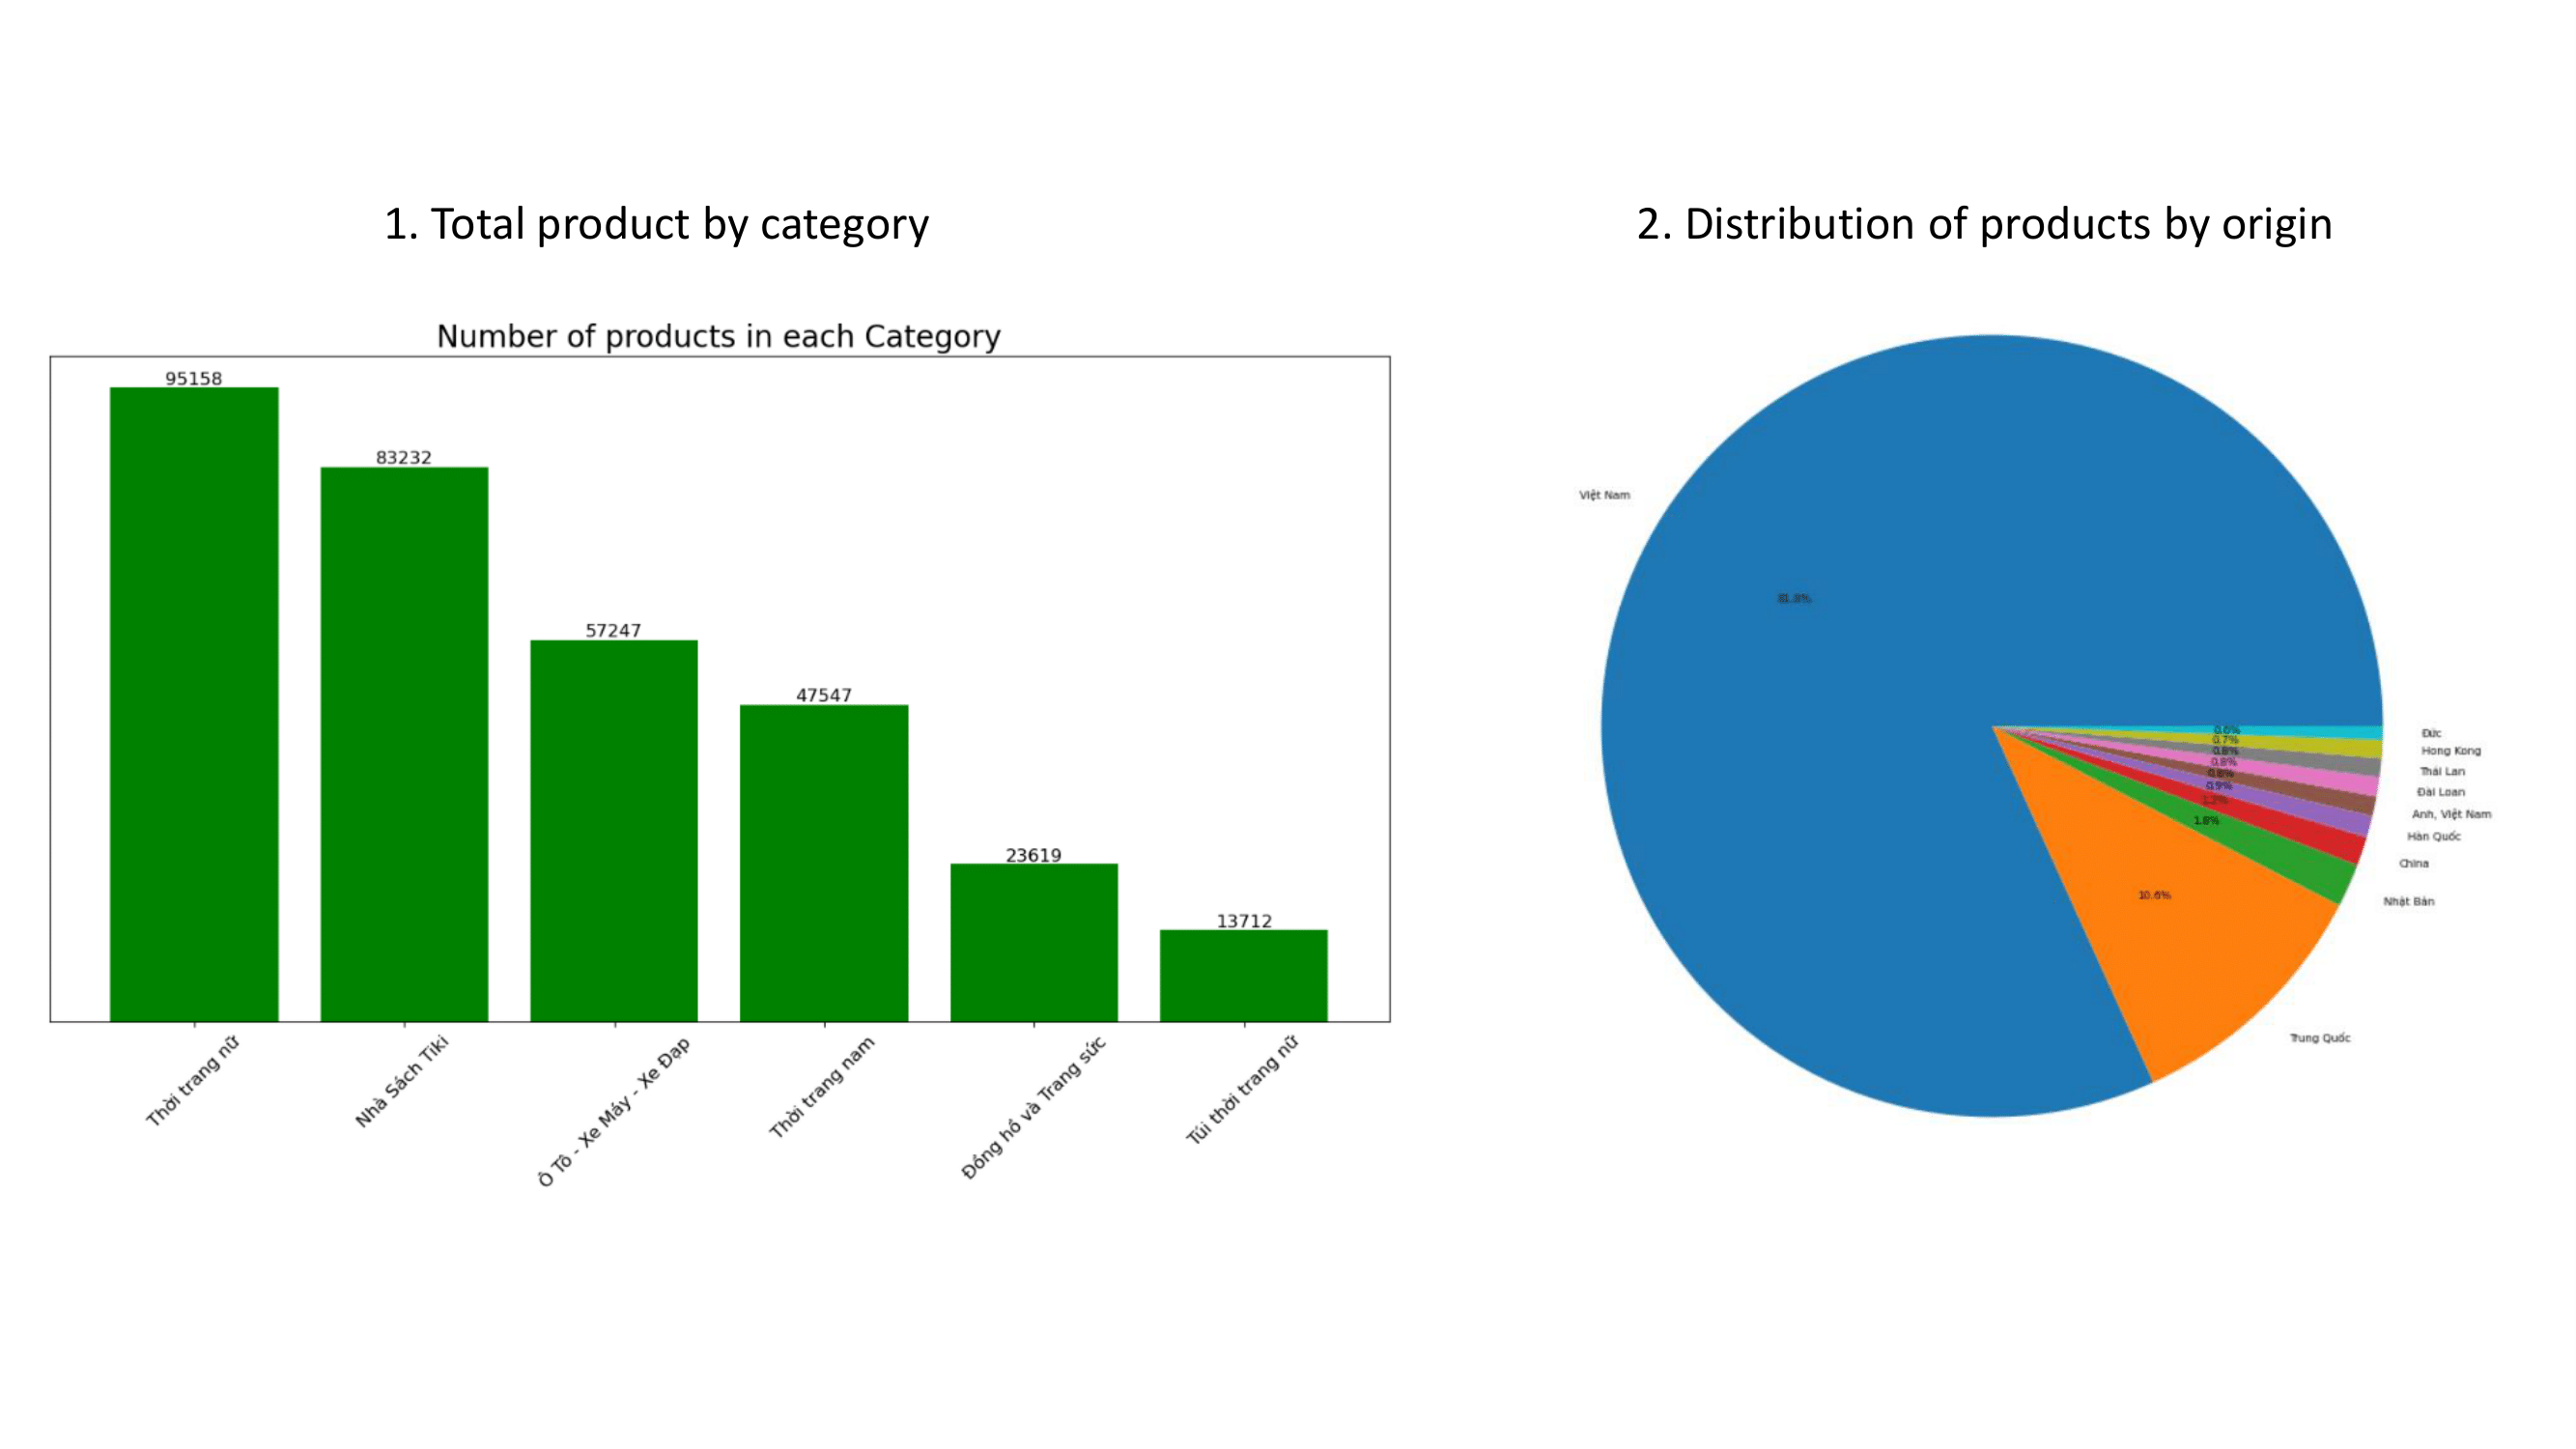 1. Total product by category
Number of products in each Category
95158
83232
57247
47547
23619
13712
Thời trang nữ
Nhà Sách Tiki
Ô Tô - Xe Máy - Xe Đạp
Thời trang nam
Đồng hồ và Trang sức
Túi thời trang nữ
2. Distribution of products by origin
Việt Nam
81.8%
Đức
0.6%
Hong Kong
0.7%
Thái Lan
0.8%
Đài Loan
0.8%
Anh, Việt Nam
0.8%
Hàn Quốc
0.9%
China
1.2%
Nhật Bản
1.8%
Trung Quốc
10.6%